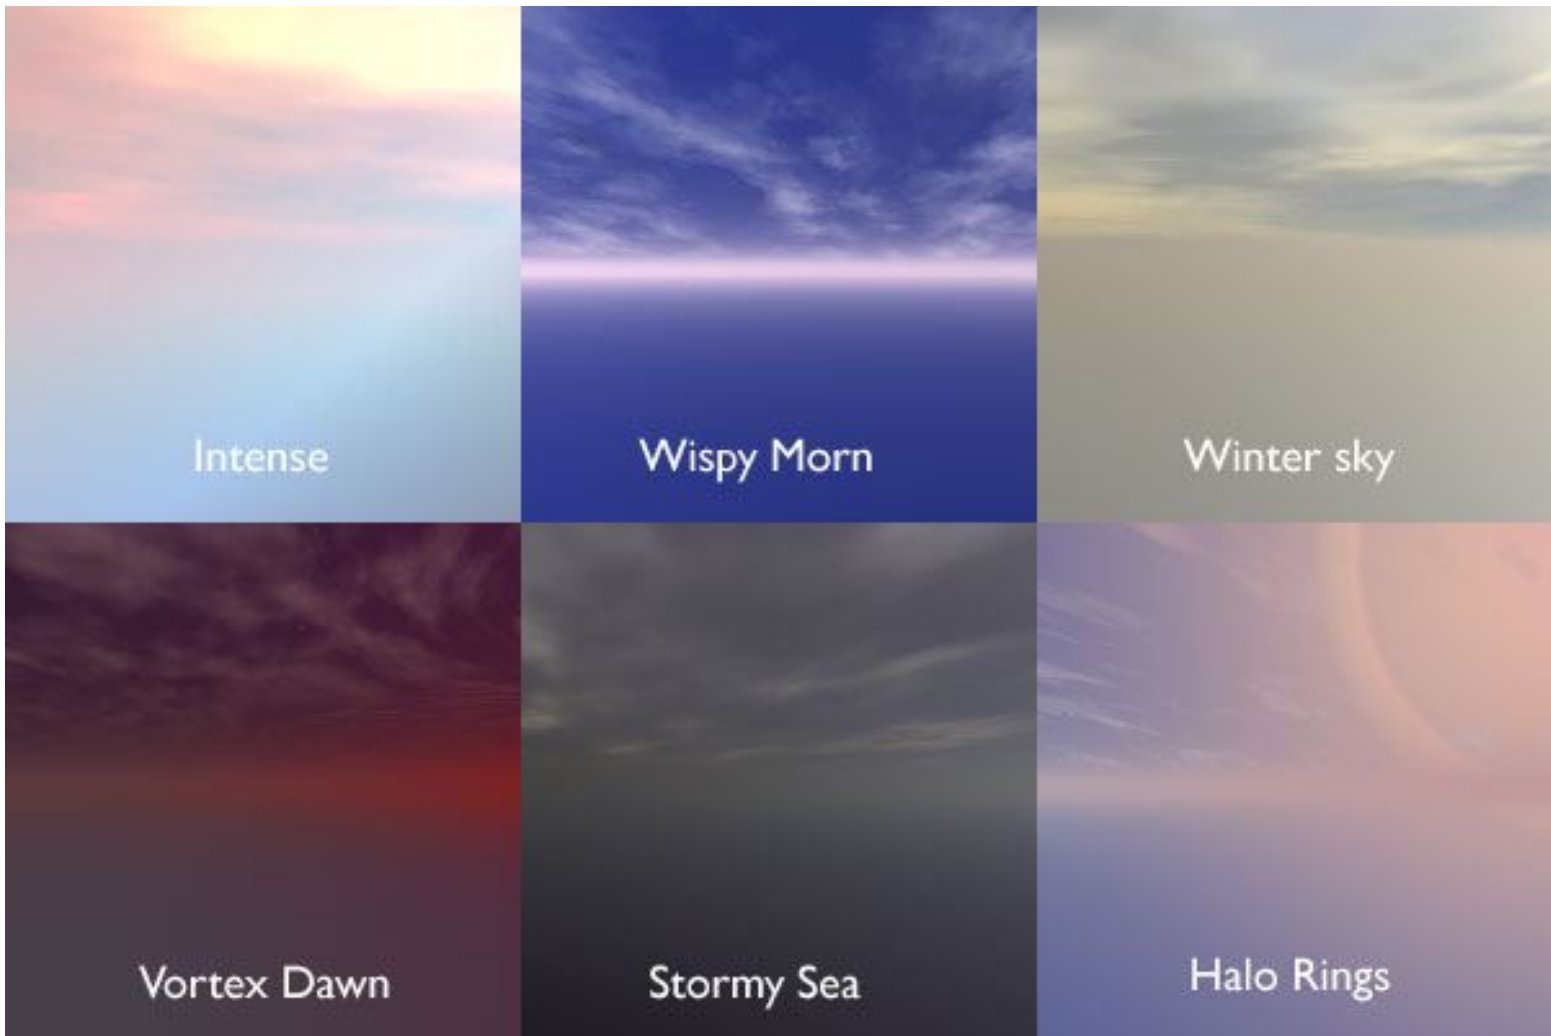 Intense
Wispy Morn
Winter sky
Vortex Dawn
Stormy Sea
Halo Rings